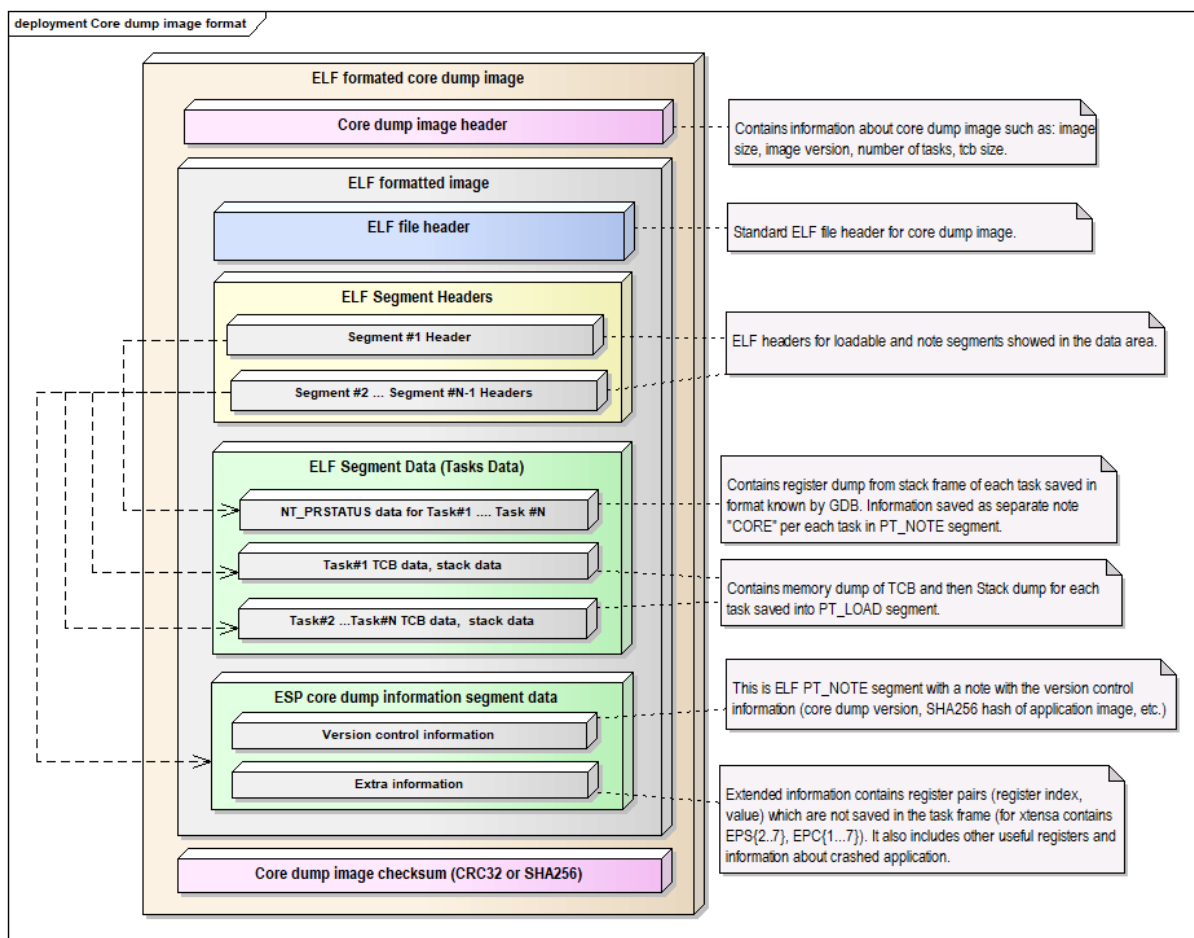 deployment Core dump image format
ELF formated core dump image
Core dump image header
Contains information about core dump image such as: image
size, image version, number of tasks, tcb size.
ELF formatted image
ELF file header
Standard ELF file header for core dump image.
ELF Segment Headers
Segment #1 Header
ELF headers for loadable and note segments showed in the data area.
Segment #2 ... Segment #N-1 Headers
ELF Segment Data (Tasks Data)
NT_PRSTATUS data for Task#1 .... Task #N
Contains register dump from stack frame of each task saved in
format known by GDB. Information saved as separate note
"CORE" per each task in PT_NOTE segment.
Task#1 TCB data, stack data
Contains memory dump of TCB and then Stack dump for each
task saved into PT_LOAD segment.
Task#2 ...Task#N TCB data, stack data
ESP core dump information segment data
This is ELF PT_NOTE segment with a note with the version control
information (core dump version, SHA256 hash of application image, etc.)
Version control information
Extra information
Extended information contains register pairs (register index,
value) which are not saved in the task frame (for xtensa contains
EPS{2..7}, EPC{1...7}). It also includes other useful registers and
information about crashed application.
Core dump image checksum (CRC32 or SHA256)